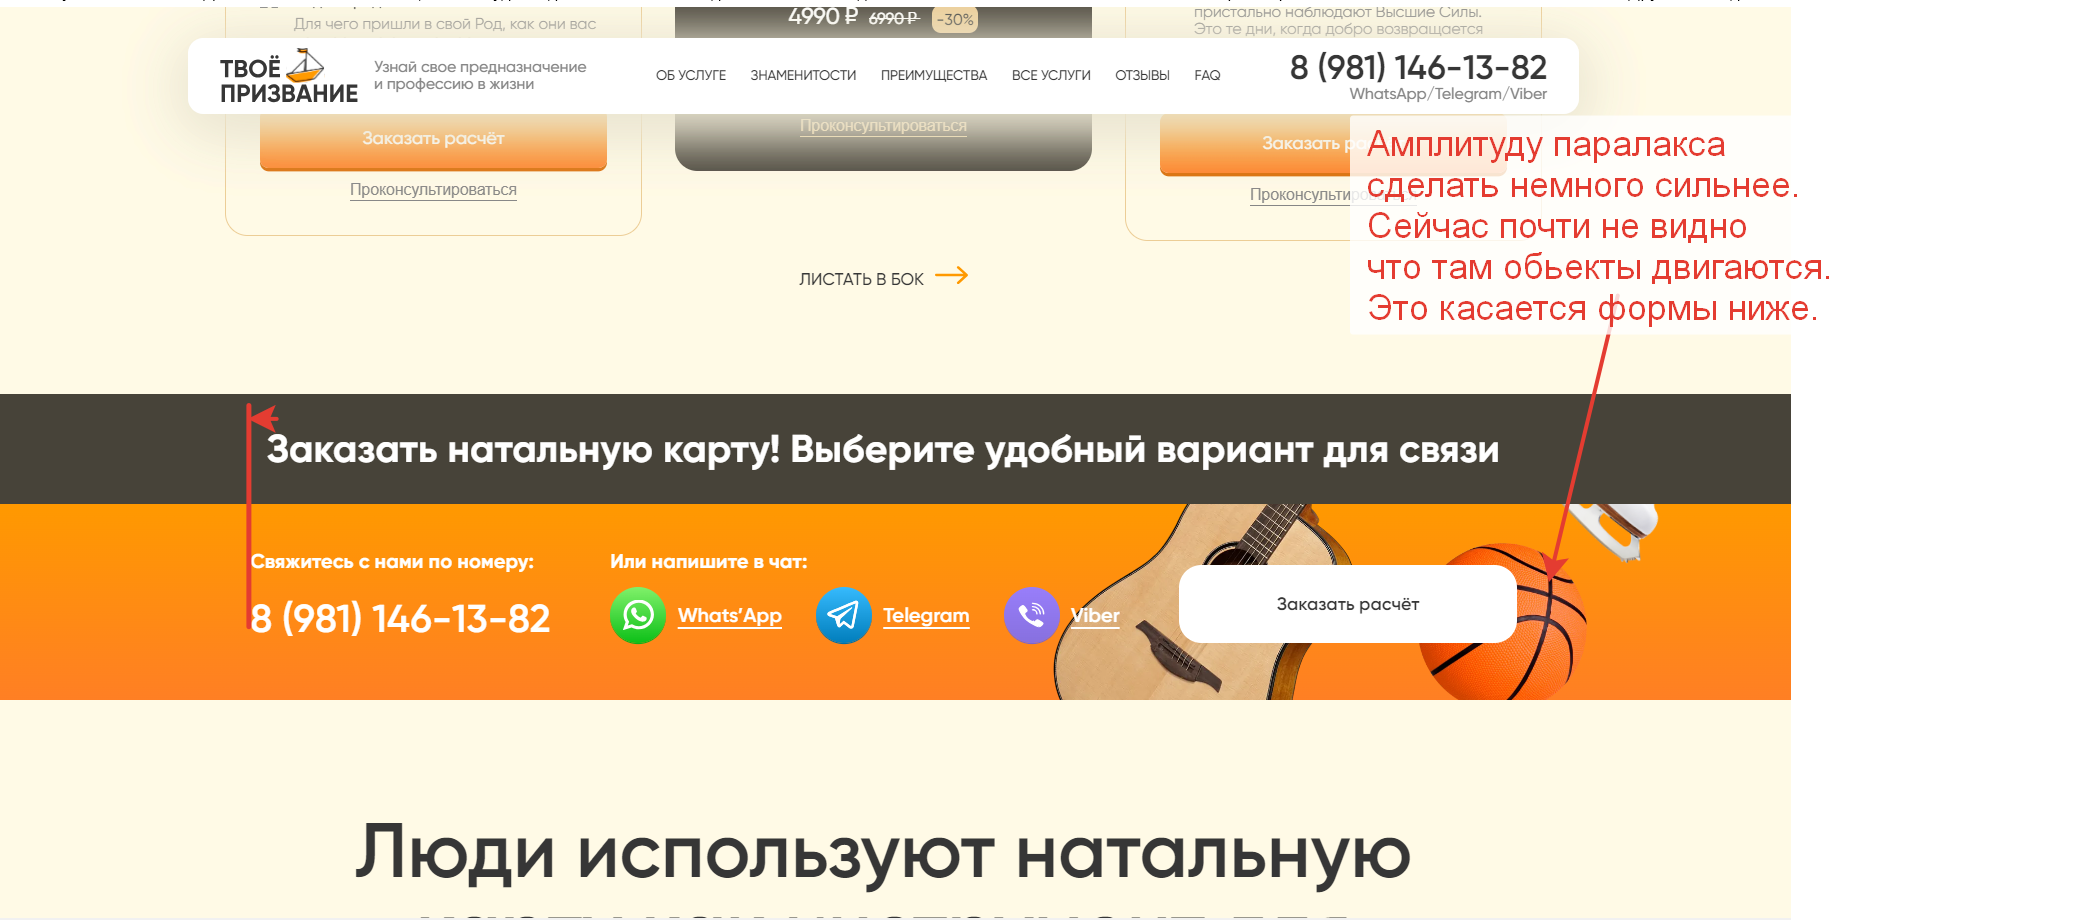 Для чего пришли в свой Род, как они вас
4990 ₽ 6990 ₽ -30%
пристально наблюдают Высшие Силы.
Это те дни, когда добро возвращается
ТВОЁ
ПРИЗВАНИЕ
Узнай свое предназначение
и профессию в жизни
ОБ УСЛУГЕ ЗНАМЕНИТОСТИ ПРЕИМУЩЕСТВА ВСЕ УСЛУГИ ОТЗЫВЫ FAQ
8 (981) 146-13-82
WhatsApp/Telegram/Viber
Заказать расчёт
Проконсультироваться
Проконсультироваться
Заказать р
Проконсультироваться
Амплитуду паралакса
сделать немного сильнее.
Сейчас почти не видно
что там обьекты двигаются.
Это касается формы ниже.
ЛИСТАТЬ В БОК
Заказать натальную карту! Выберите удобный вариант для связи
Свяжитесь с нами по номеру:
8 (981) 146-13-82
Или напишите в чат:
Whats’App Telegram Viber
Заказать расчёт
Люди используют натальную